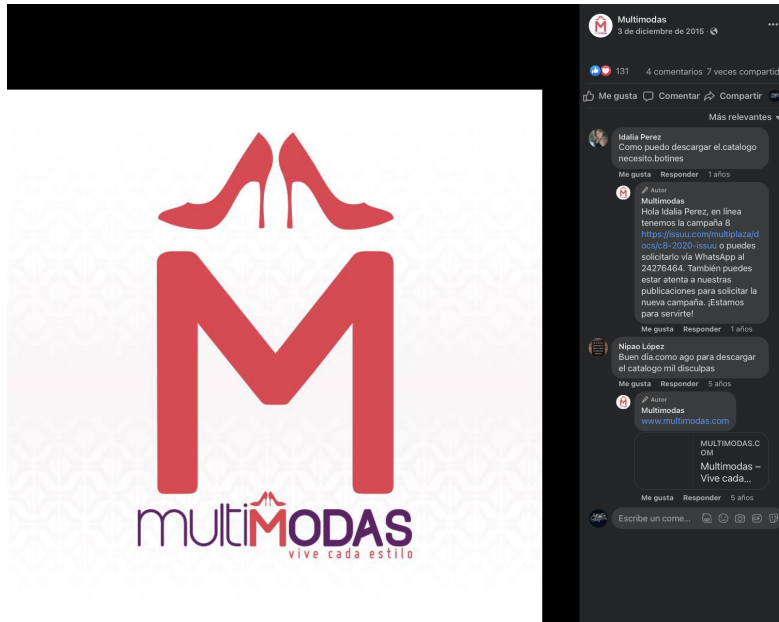 M
multiMODAS
vive cada estilo
Multimodas
3 de diciembre de 2015
131
4 comentarios 7 veces compartid
Me gusta Comentar Compartir
Más relevantes
Idalia Perez
Como puedo descargar el.catalogo
necesito.botines
Me gusta Responder 1 años
Autor
Multimodas
Hola Idalia Perez, en línea
tenemos la campaña 8
https://issuu.com/multiplaza/d
ocs/c8-2020-issuu o puedes
solicitarlo vía WhatsApp al
24276464. También puedes
estar atenta a nuestras
publicaciones para solicitar la
nueva campaña. ¡Estamos
para servirte!
Me gusta Responder 1 años
Nipao López
Buen día.como ago para descargar
el catalogo mil disculpas
Me gusta Responder 5 años
Autor
Multimodas
www.multimodas.com
MULTIMODAS.C
OM
Multimodas –
Vive cada...
Me gusta Responder 5 años
Escribe un come...
GIF